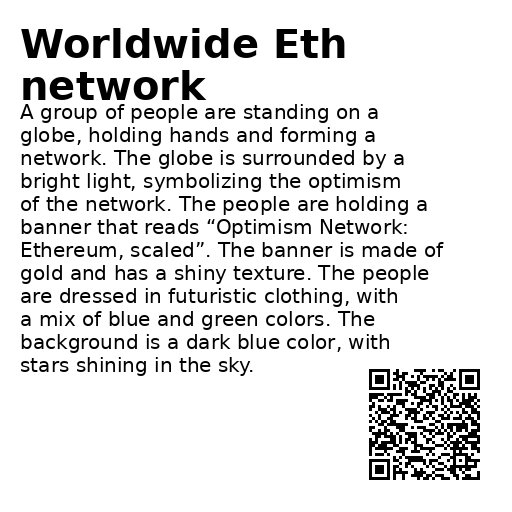 Worldwide Eth
network
A group of people are standing on a
globe, holding hands and forming a
network. The globe is surrounded by a
bright light, symbolizing the optimism
of the network. The people are holding a
banner that reads “Optimism Network:
Ethereum, scaled”. The banner is made of
gold and has a shiny texture. The people
are dressed in futuristic clothing, with
a mix of blue and green colors. The
background is a dark blue color, with
stars shining in the sky.